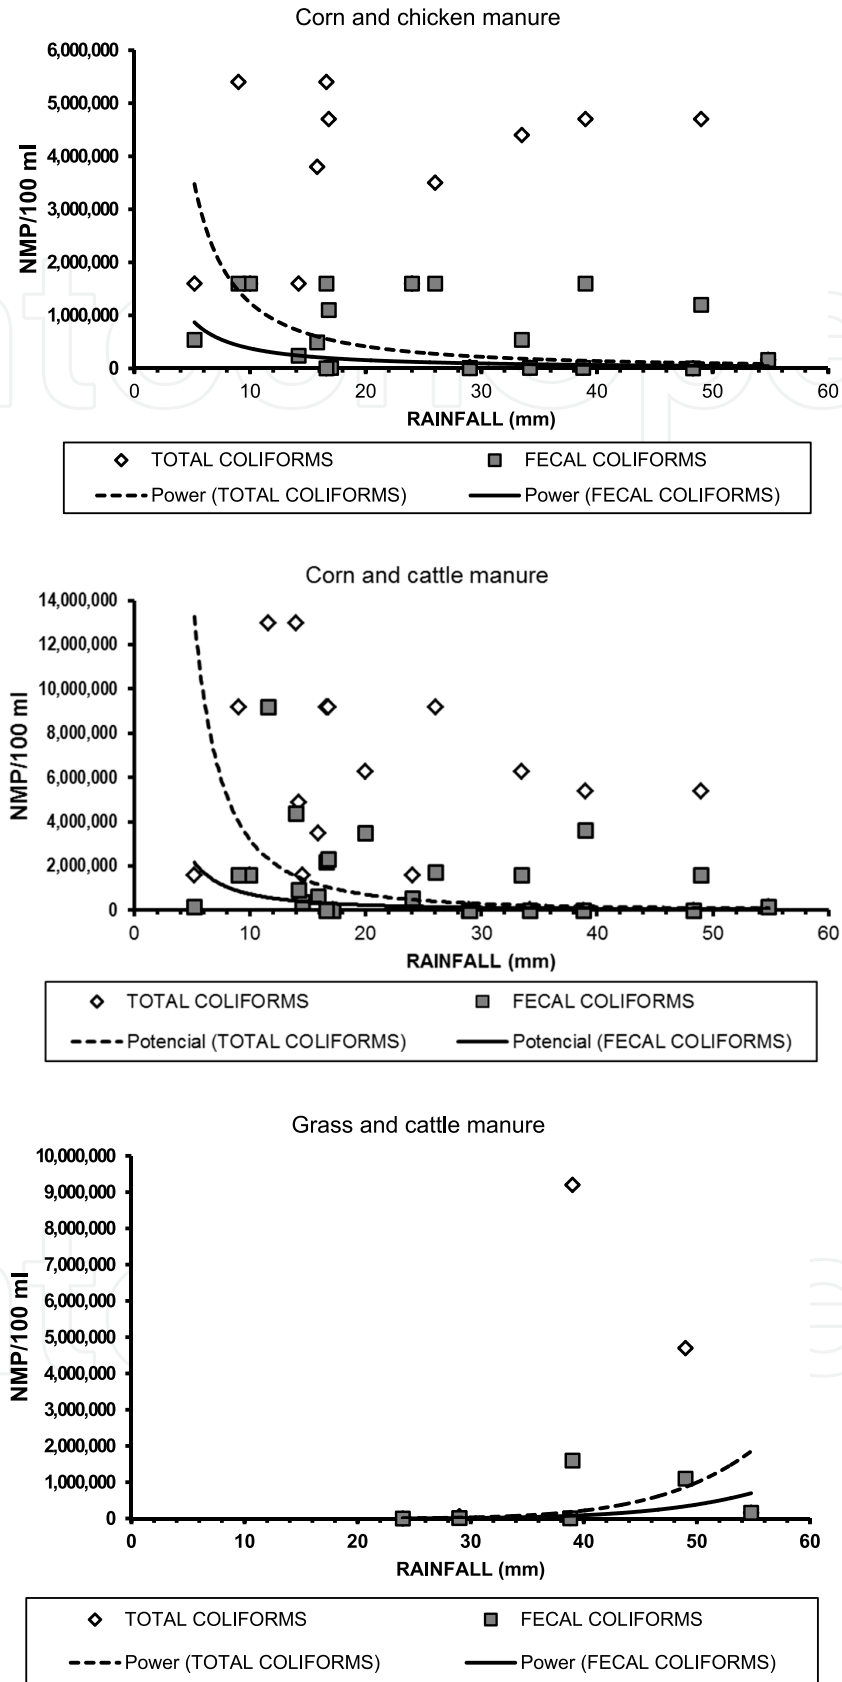 Corn and chicken manure
6,000,000
5,000,000
4,000,000
3,000,000
2,000,000
1,000,000
0
NMP/100 ml
0 10 20 30 40 50 60
RAINFALL (mm)
TOTAL COLIFORMS FECAL COLIFORMS
Power (TOTAL COLIFORMS) Power (FECAL COLIFORMS)
Corn and cattle manure
14,000,000
12,000,000
10,000,000
8,000,000
6,000,000
4,000,000
2,000,000
0
NMP/100 ml
0 10 20 30 40 50 60
RAINFALL (mm)
TOTAL COLIFORMS FECAL COLIFORMS
Potencial (TOTAL COLIFORMS) Potencial (FECAL COLIFORMS)
Grass and cattle manure
10,000,000
9,000,000
8,000,000
7,000,000
6,000,000
5,000,000
4,000,000
3,000,000
2,000,000
1,000,000
0
NMP/100 ml
0 10 20 30 40 50 60
RAINFALL (mm)
TOTAL COLIFORMS FECAL COLIFORMS
Power (TOTAL COLIFORMS) Power (FECAL COLIFORMS)